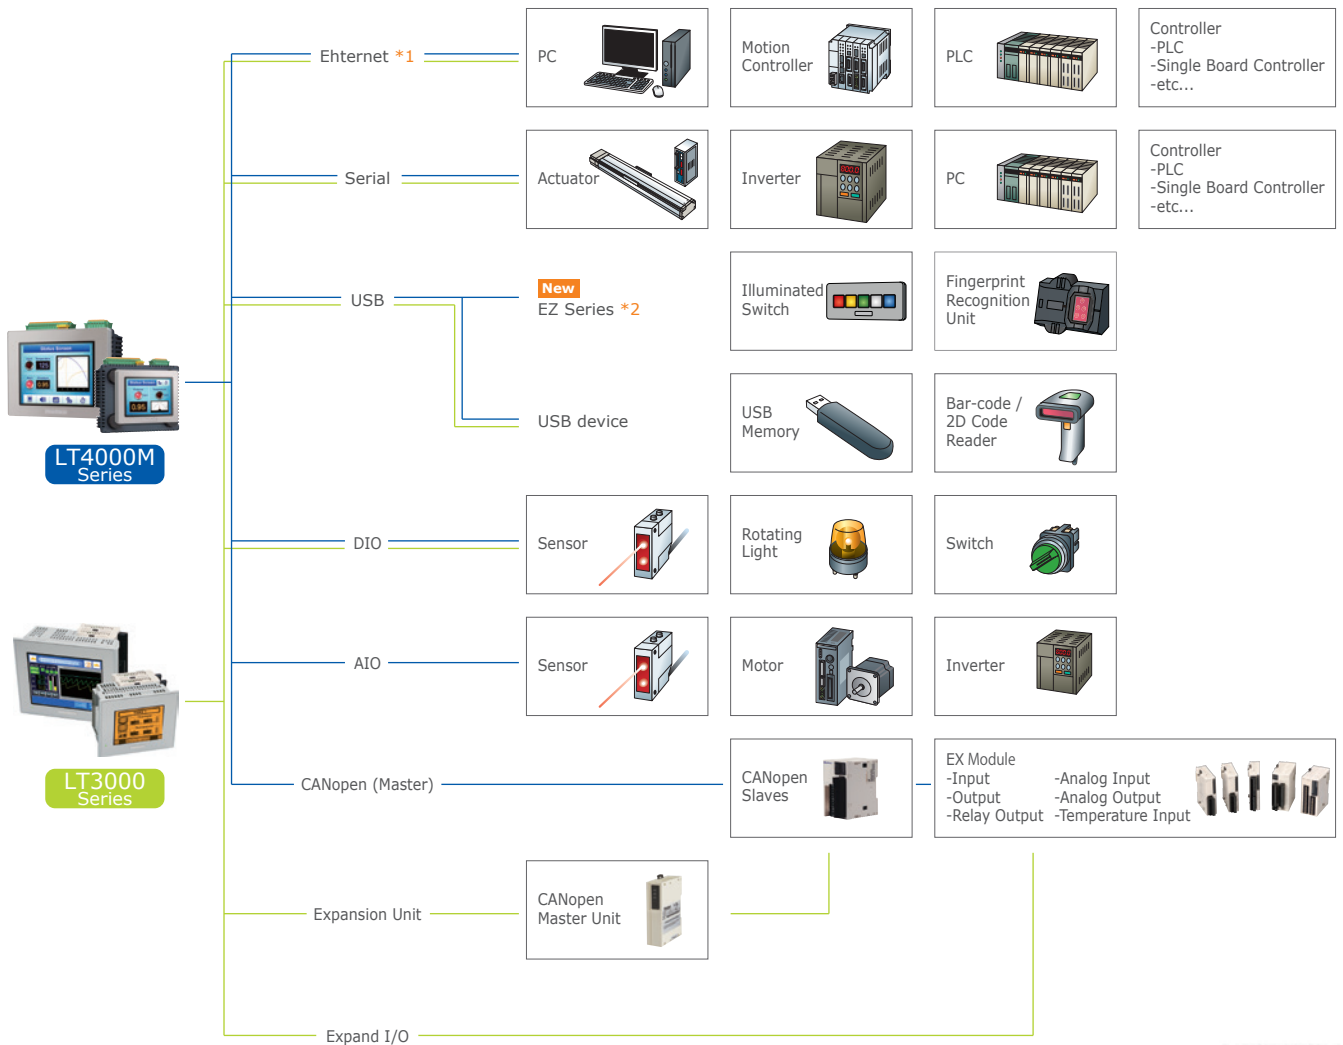 Ehternet *1
PC
Motion
Controller
PLC
Controller
-PLC
-Single Board Controller
-etc...
Serial
Actuator
Inverter
PC
Controller
-PLC
-Single Board Controller
-etc...
USB
New
EZ Series *2
Illuminated
Switch
Fingerprint
Recognition
Unit
LT4000M
Series
USB device
USB
Memory
Bar-code /
2D Code
Reader
DIO
Sensor
Rotating
Light
Switch
AIO
Sensor
Motor
Inverter
LT3000
Series
CANopen (Master)
CANopen
Slaves
EX Module
-Input -Analog Input
-Output -Analog Output
-Relay Output -Temperature Input
Expansion Unit
CANopen
Master Unit
Expand I/O